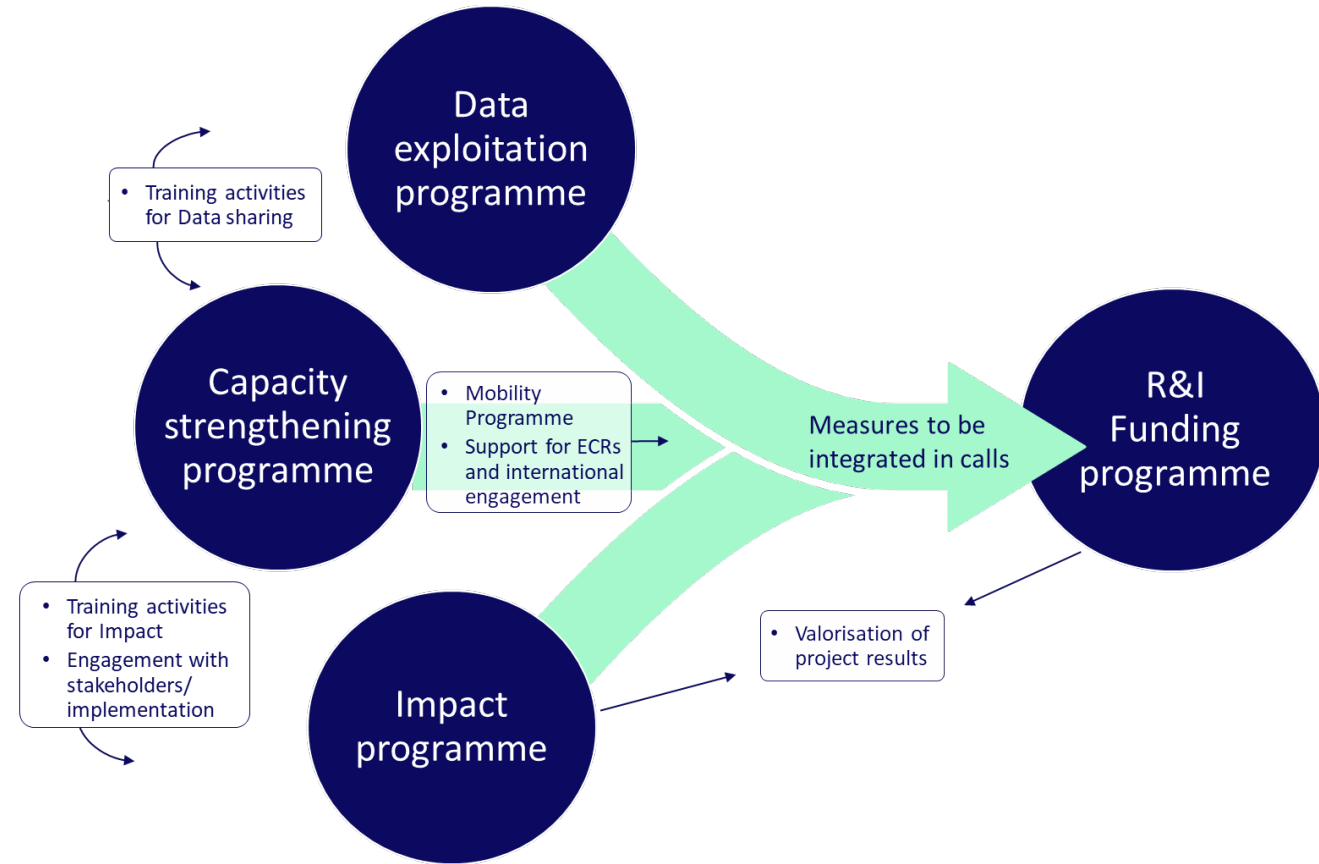 Data
exploitation
programme
• Training activities
for Data sharing
Capacity
strengthening
programme
• Mobility
Programme
• Support for ECRs
and international
engagement
Measures to be
integrated in calls
R&I
Funding
programme
• Training activities
for Impact
• Engagement with
stakeholders/
implementation
• Valorisation of
project results
Impact
programme